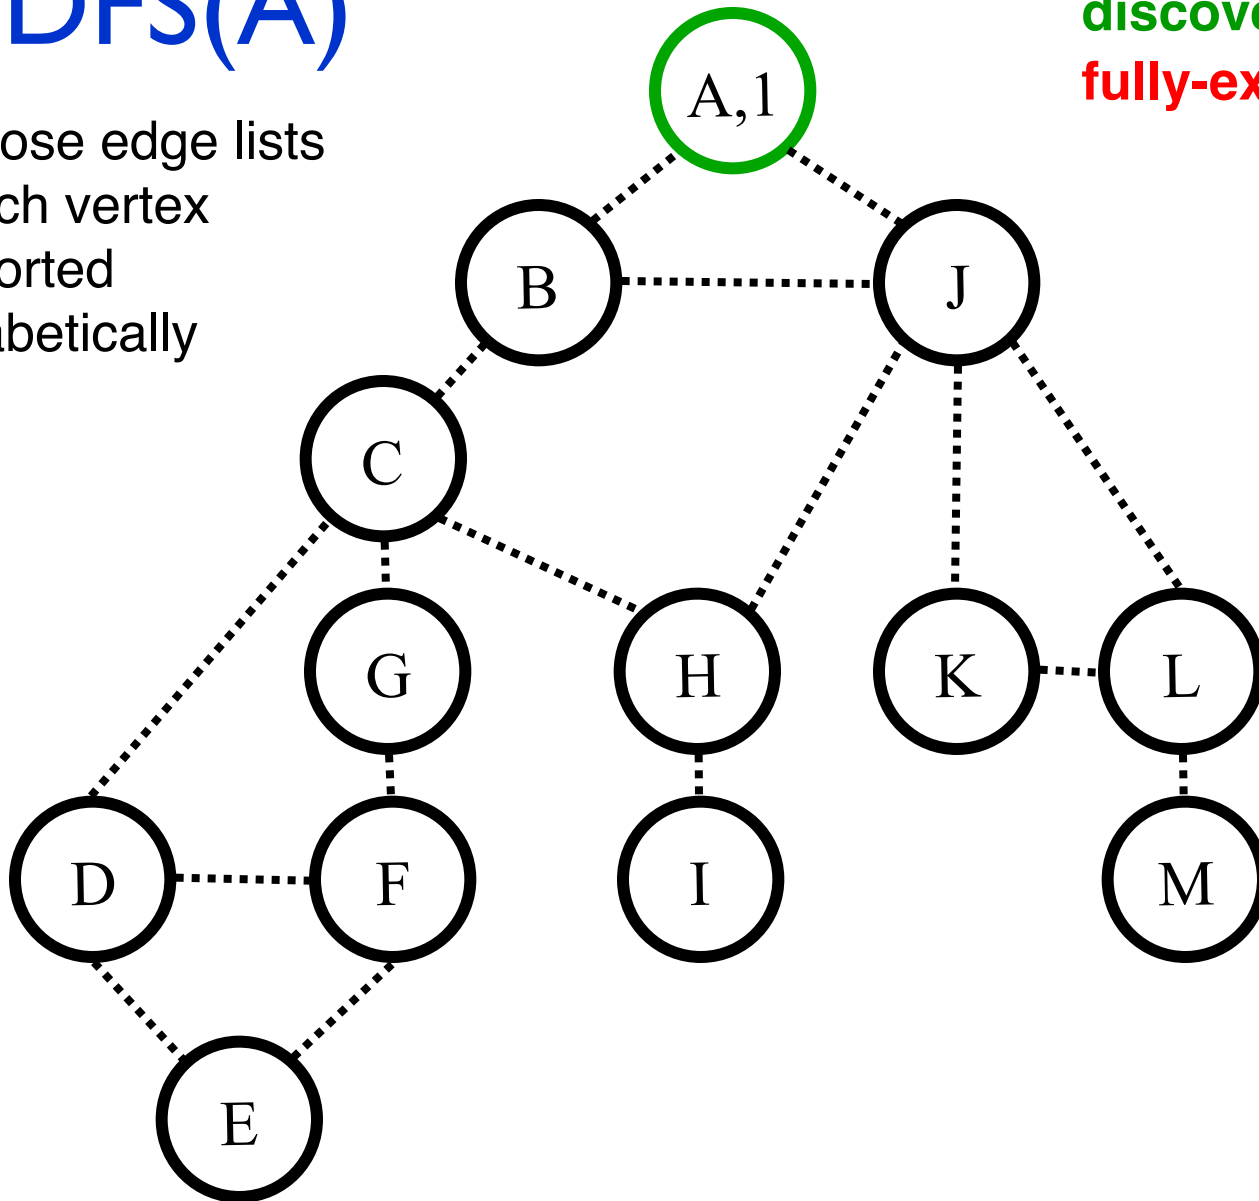 DFS(A)
discove
fully-ex
ose edge lists
ch vertex
orted
abetically
A,1
B
J
C
G
H
K
L
D
F
I
M
E